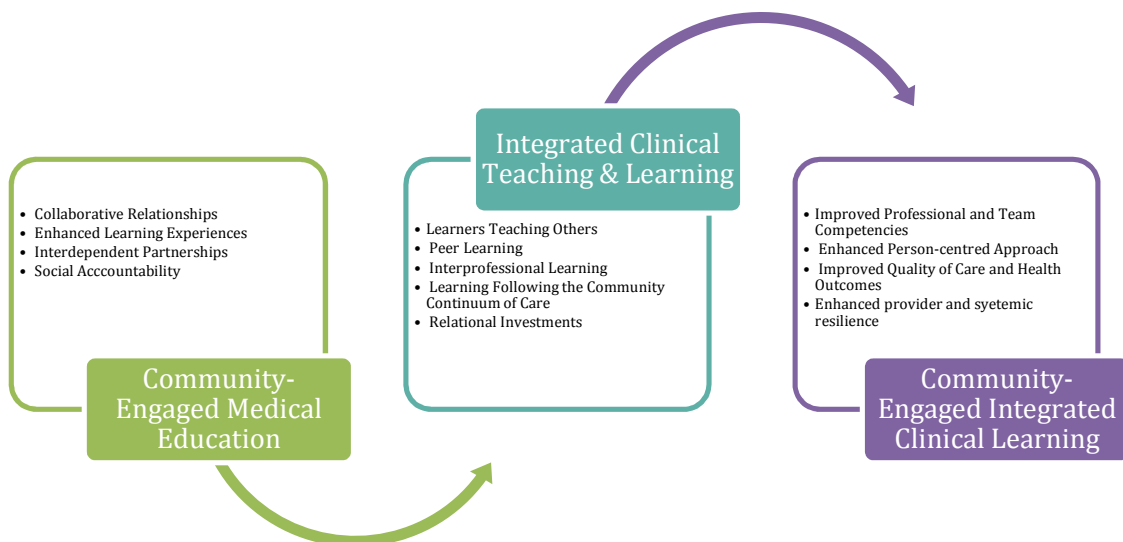 • Collaborative Relationships
• Enhanced Learning Experiences
• Interdependent Partnerships
• Social Acccountability
Community-
Engaged Medical
Education
Integrated Clinical
Teaching & Learning
• Learners Teaching Others
• Peer Learning
• Interprofessional Learning
• Learning Following the Community
Continuum of Care
• Relational Investments
• Improved Professional and Team
Competencies
• Enhanced Person-centred Approach
• Improved Quality of Care and Health
Outcomes
• Enhanced provider and syetemic
resilience
Community-
Engaged Integrated
Clinical Learning